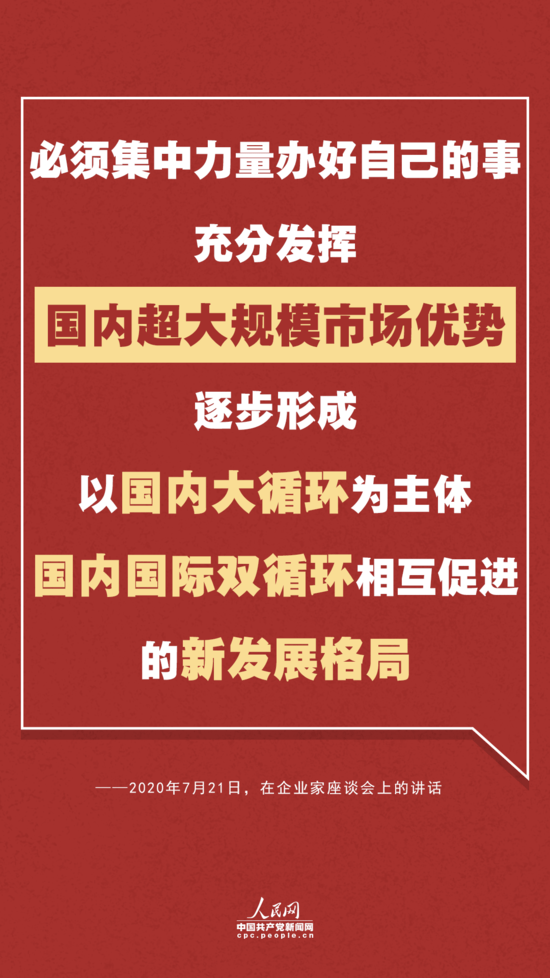 必须集中力量办好自己的事
充分发挥
国内超大规模市场优势
逐步形成
以国内大循环为主体
国内国际双循环相互促进
的新发展格局
——2020年7月21日，在企业家座谈会上的讲话
人民网
中国共产党新闻网
cpc.people.cn